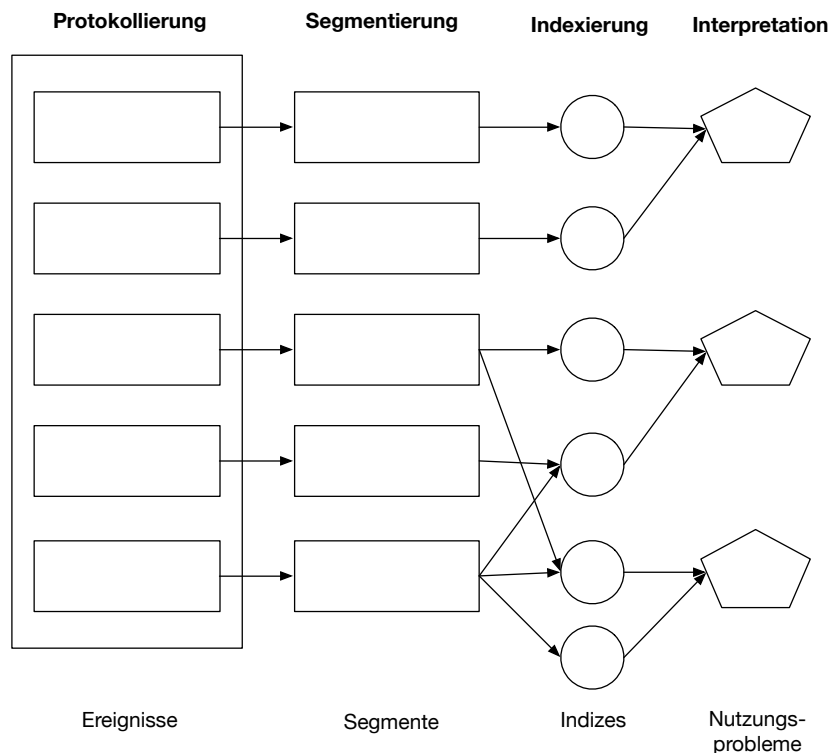 Protokollierung
Segmentierung
Indexierung
Interpretation
Ereignisse
Segmente
Indizes
Nutzungs-
probleme